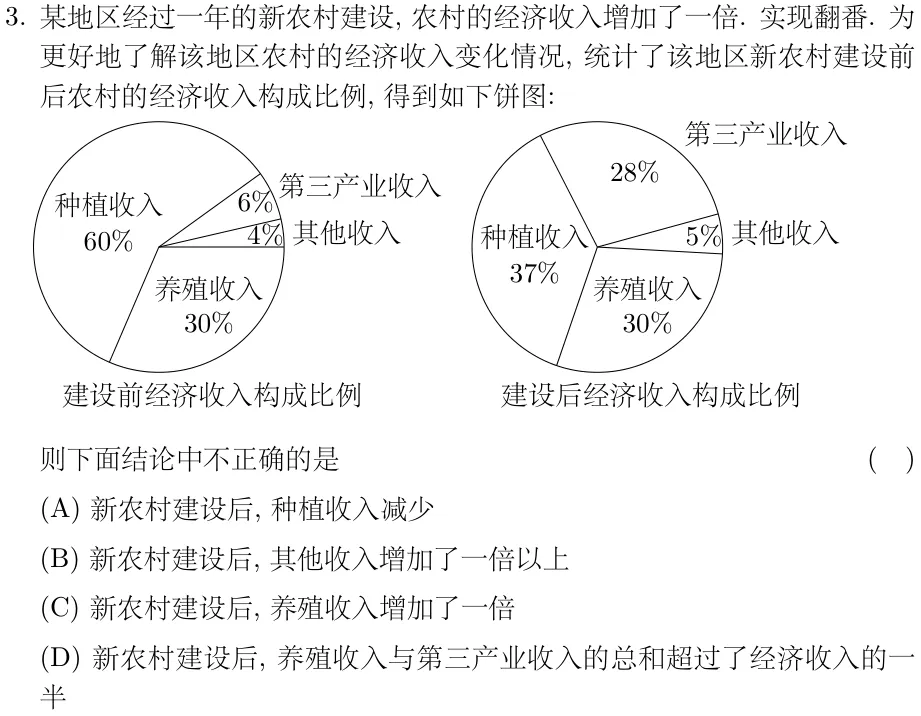 3. 某地区经过一年的新农村建设, 农村的经济收入增加了一倍. 实现翻番. 为
更好地了解该地区农村的经济收入变化情况, 统计了该地区新农村建设前
后农村的经济收入构成比例, 得到如下饼图:
种植收入
60%
第三产业收入
6%
其他收入
4%
养殖收入
30%
建设前经济收入构成比例
第三产业收入
28%
种植收入
37%
其他收入
5%
养殖收入
30%
建设后经济收入构成比例
则下面结论中不正确的是 ( )
(A) 新农村建设后, 种植收入减少
(B) 新农村建设后, 其他收入增加了一倍以上
(C) 新农村建设后, 养殖收入增加了一倍
(D) 新农村建设后, 养殖收入与第三产业收入的总和超过了经济收入的一
半